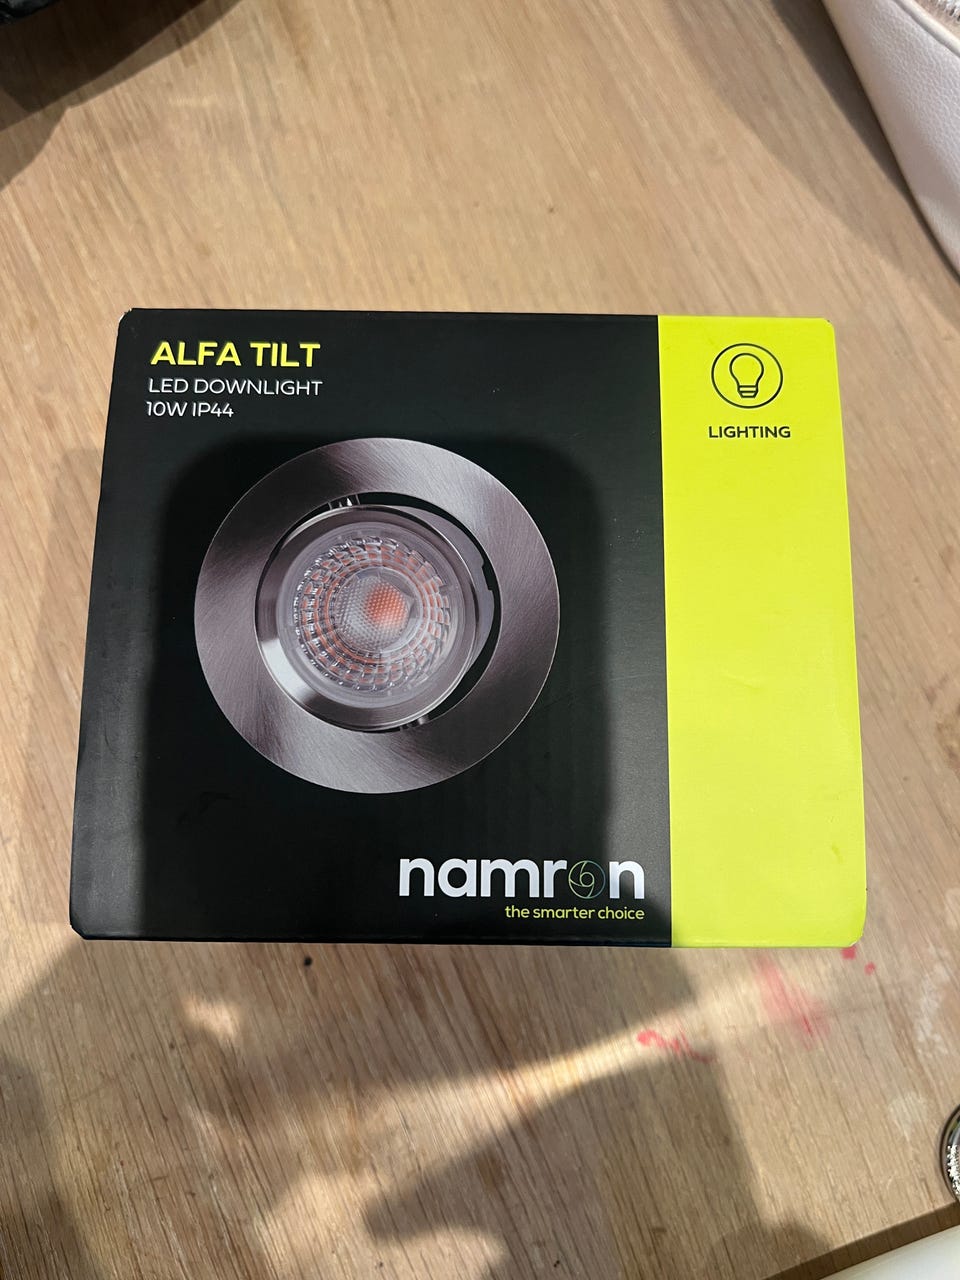 ALFA TILT
LED DOWNLIGHT
10W IP44
LIGHTING
namron
the smarter choice